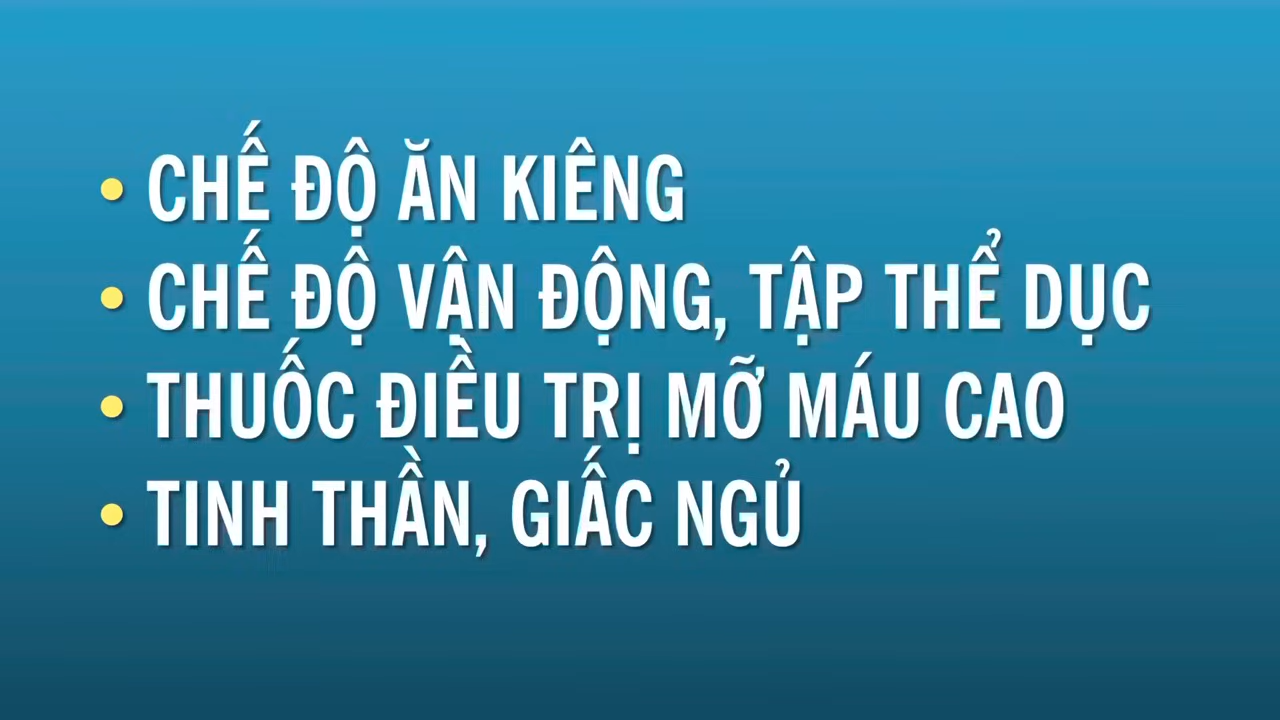 • CHẾ ĐỘ ĂN KIÊNG
• CHẾ ĐỘ VẬN ĐỘNG, TẬP THỂ DỤC
• THUỐC ĐIỀU TRỊ MỠ MÁU CAO
• TINH THẦN, GIẤC NGỦ